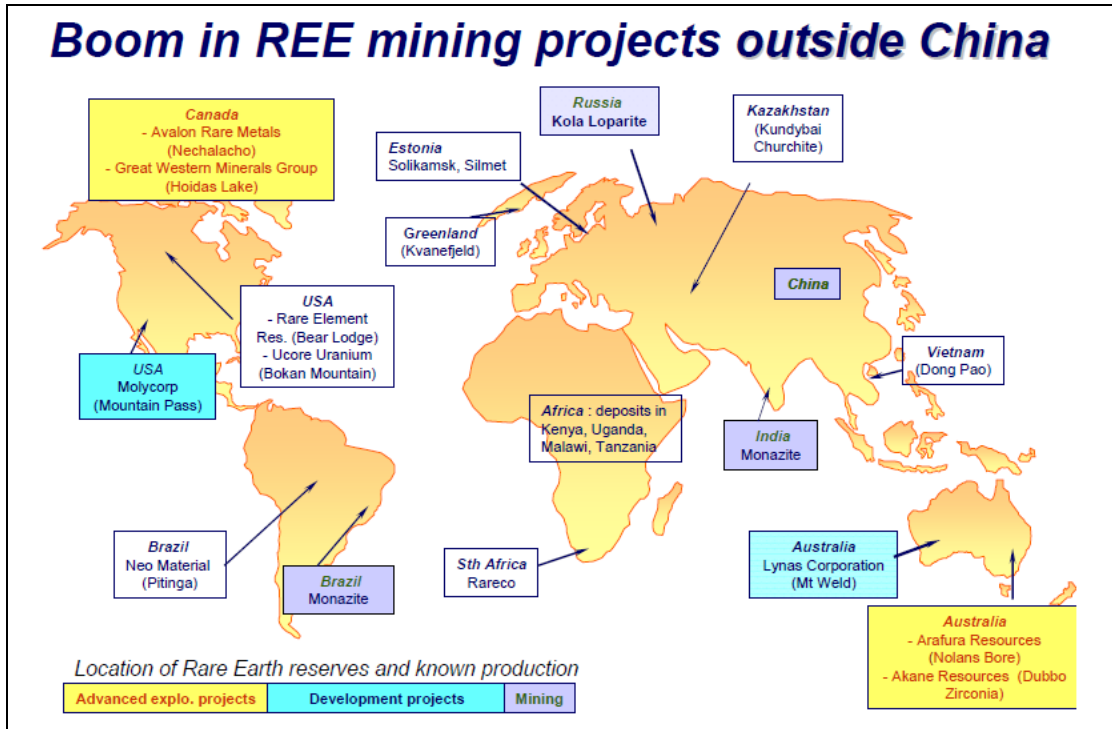 Boom in REE mining projects outside China
Canada
- Avalon Rare Metals
(Nechalacho)
- Great Western Minerals Group
(Hoidas Lake)
Estonia
Solikamsk, Silmet
Russia
Kola Loparite
Kazakhstan
(Kundybai
Churchite)
Greenland
(Kvanefjeld)
China
USA
- Rare Element
Res. (Bear Lodge)
- Ucore Uranium
(Bokan Mountain)
USA
Molycorp
(Mountain Pass)
Vietnam
(Dong Pao)
Africa : deposits in
Kenya, Uganda,
Malawi, Tanzania
India
Monazite
Brazil
Neo Material
(Pitinga)
Brazil
Monazite
Sth Africa
Rareco
Australia
Lynas Corporation
(Mt Weld)
Australia
- Arafura Resources
(Nolans Bore)
- Akane Resources (Dubbo
Zirconia)
Location of Rare Earth reserves and known production
Advanced explo. projects
Development projects
Mining